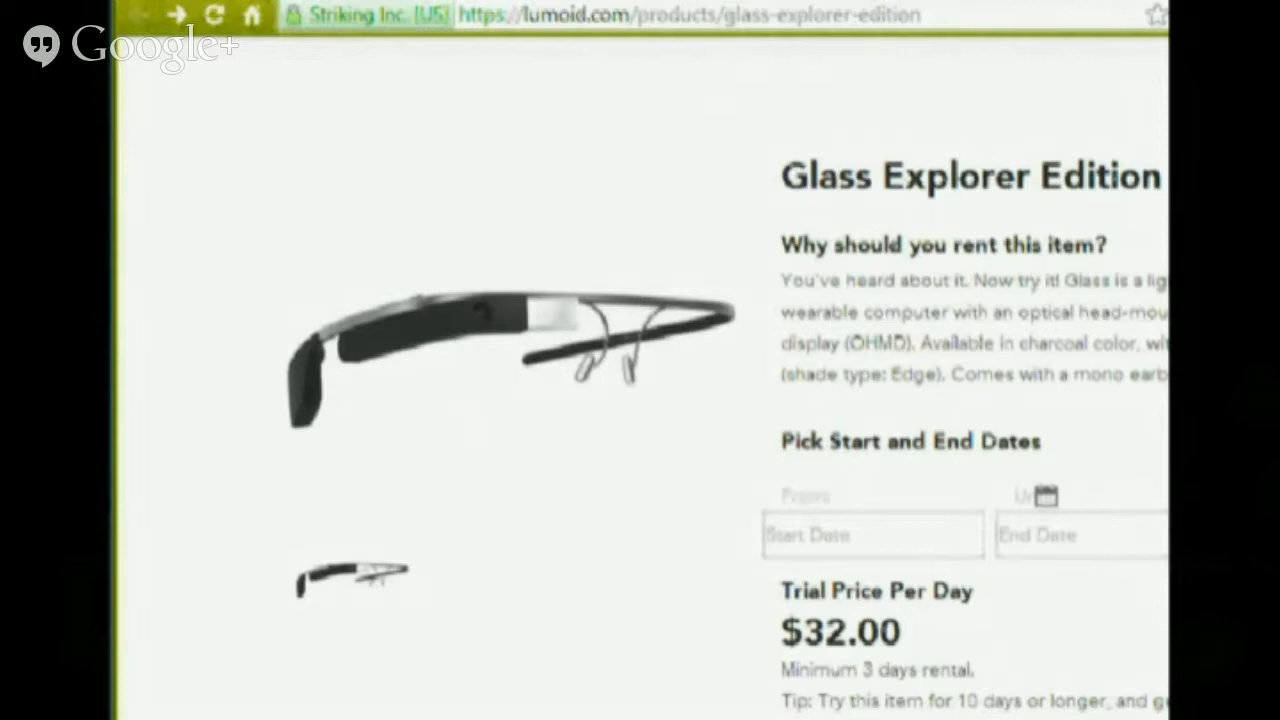 Striking Inc. [US] https://lumoid.com/products/glass-explorer-edition
Google+
Glass Explorer Edition
Why should you rent this item?
You've heard about it. Now try it! Glass is a lig
wearable computer with an optical head-mou
display (OHMD). Available in charcoal color, wit
(shade type: Edge). Comes with a mono earb
Pick Start and End Dates
From
Start Date
End Date
Trial Price Per Day
$32.00
Minimum 3 days rental.
Tip: Try this item for 10 days or longer, and g